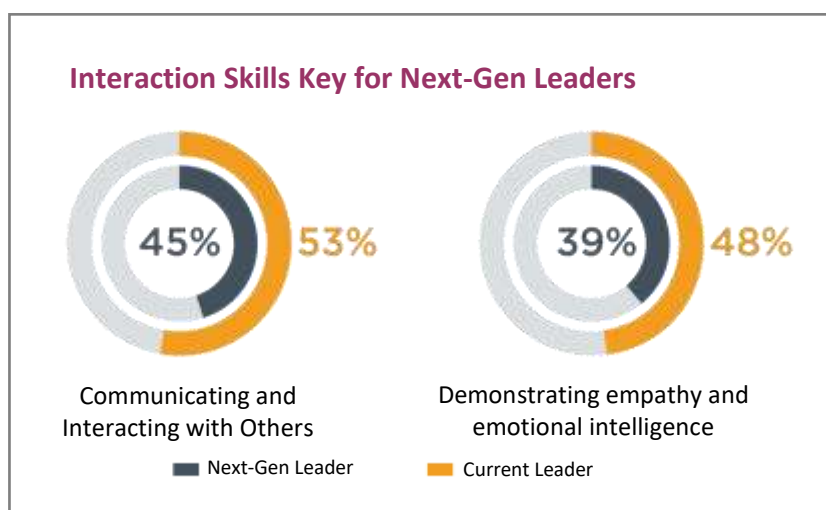 Interaction Skills Key for Next-Gen Leaders
45%
53%
39%
48%
Communicating and
Interacting with Others
Demonstrating empathy and
emotional intelligence
Next-Gen Leader
Current Leader